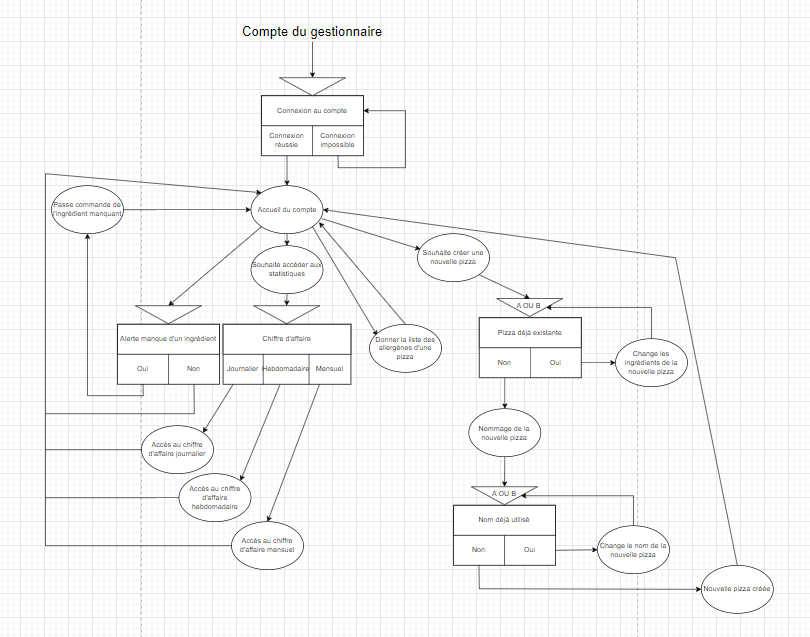 Compte du gestionnaire
Connexion au compte
Connexion
réussie
Connexion
impossible
Passe commande de
l'ingrédient manquant
Accueil du compte
Souhaite accéder aux
statistiques
Souhaite créer une
nouvelle pizza
A OU B
Alerte manque d'un ingrédient
Oui
Non
Chiffre d'affaire
Journalier
Hebdomadaire
Mensuel
Donner la liste des
allergènes d'une
pizza
Pizza déjà existante
Non
Oui
Change les
ingrédients de la
nouvelle pizza
Accès au chiffre
d'affaire journalier
Nommage de la
nouvelle pizza
Accès au chiffre
d'affaire
hebdomadaire
A OU B
Nom déjà utilisé
Non
Oui
Accès au chiffre
d'affaire mensuel
Change le nom de la
nouvelle pizza
Nouvelle pizza créée